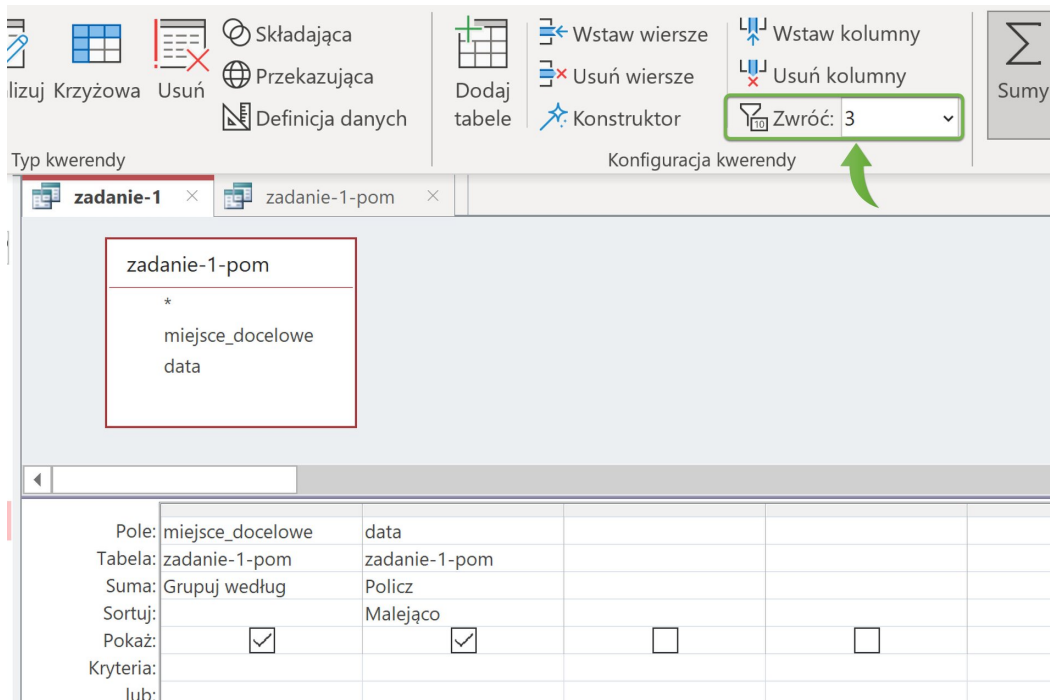 Składająca
Przekazująca
Definicja danych
lizuj Krzyżowa Usuń
Typ kwerendy
Dodaj
tabele
Wstaw wiersze
Usuń wiersze
Konstruktor
Wstaw kolumny
Usuń kolumny
10 Zwróć: 3
Konfiguracja kwerendy
Sumy
zadanie-1
zadanie-1-pom
zadanie-1-pom
*
miejsce_docelowe
data
Pole: miejsce_docelowe data
Tabela: zadanie-1-pom zadanie-1-pom
Suma: Grupuj według Policz
Sortuj: Malejąco
Pokaż:
Kryteria:
lub: